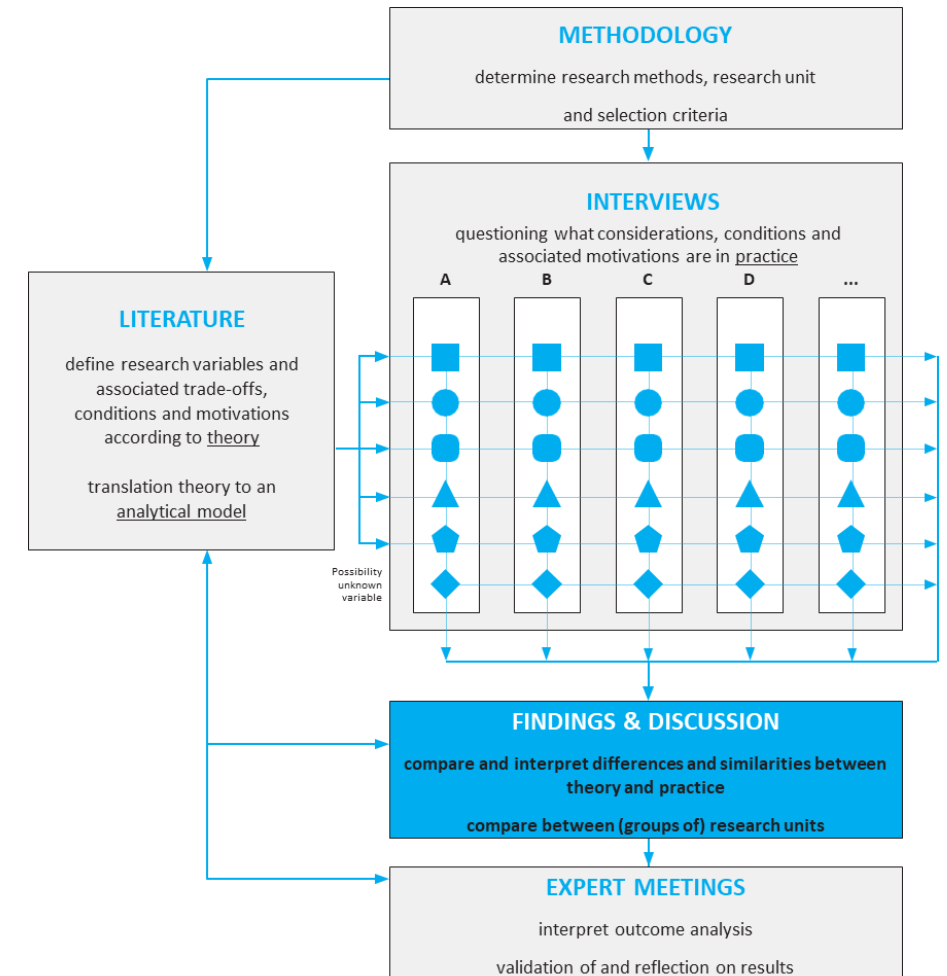 METHODOLOGY
determine research methods, research unit
and selection criteria
INTERVIEWS
questioning what considerations, conditions and
associated motivations are in practice
A B C D ...
LITERATURE
define research variables and
associated trade-offs,
conditions and motivations
according to theory
translation theory to an
analytical model
Possibility
unknown
variable
FINDINGS & DISCUSSION
compare and interpret differences and similarities between
theory and practice
compare between (groups of) research units
EXPERT MEETINGS
interpret outcome analysis
validation of and reflection on results